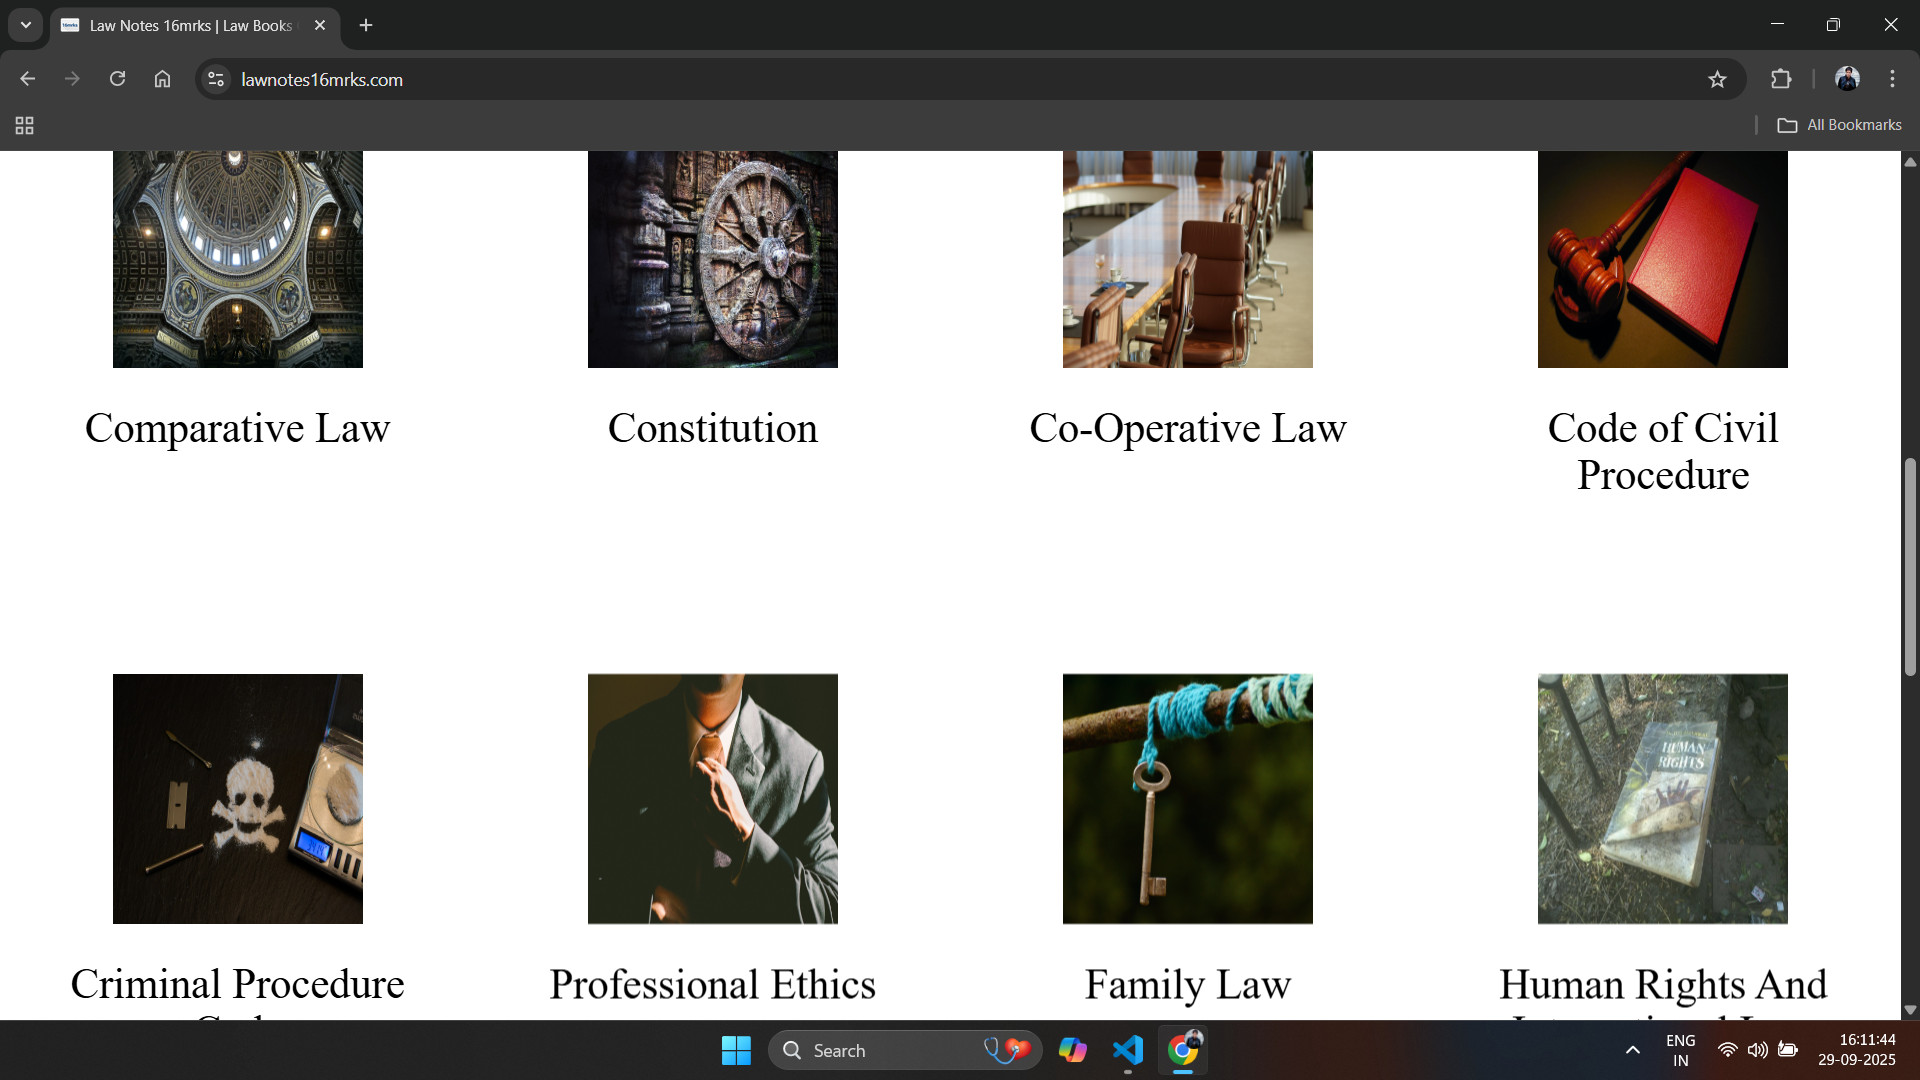 Law Notes 16mrks | Law Books
lawnotes16mrks.com
All Bookmarks
Comparative Law
Constitution
Co-Operative Law
Code of Civil
Procedure
HUMAN
RIGHTS
Criminal Procedure
Professional Ethics
Family Law
Human Rights And
Search
ENG
IN
16:11:44
29-09-2025